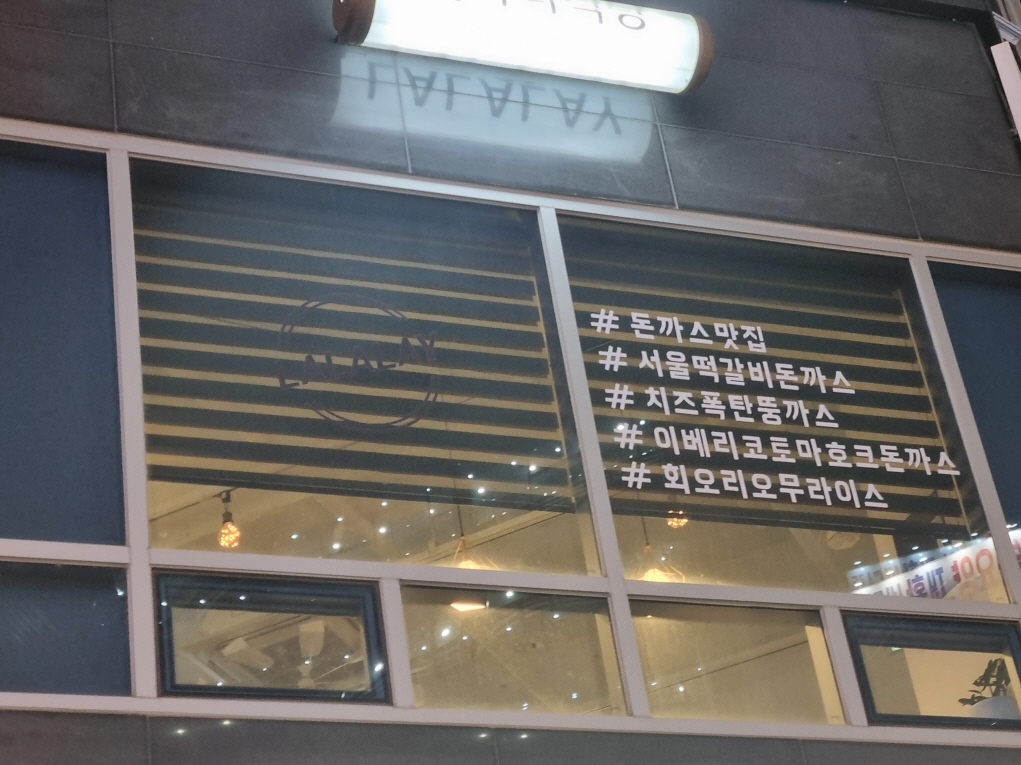 LALALAY
LALALAY
# 돈까스맛집
# 서울떡갈비돈까스
# 치즈폭탄뚱까스
# 이베리코토마호크돈까스
# 회오리오무라이스